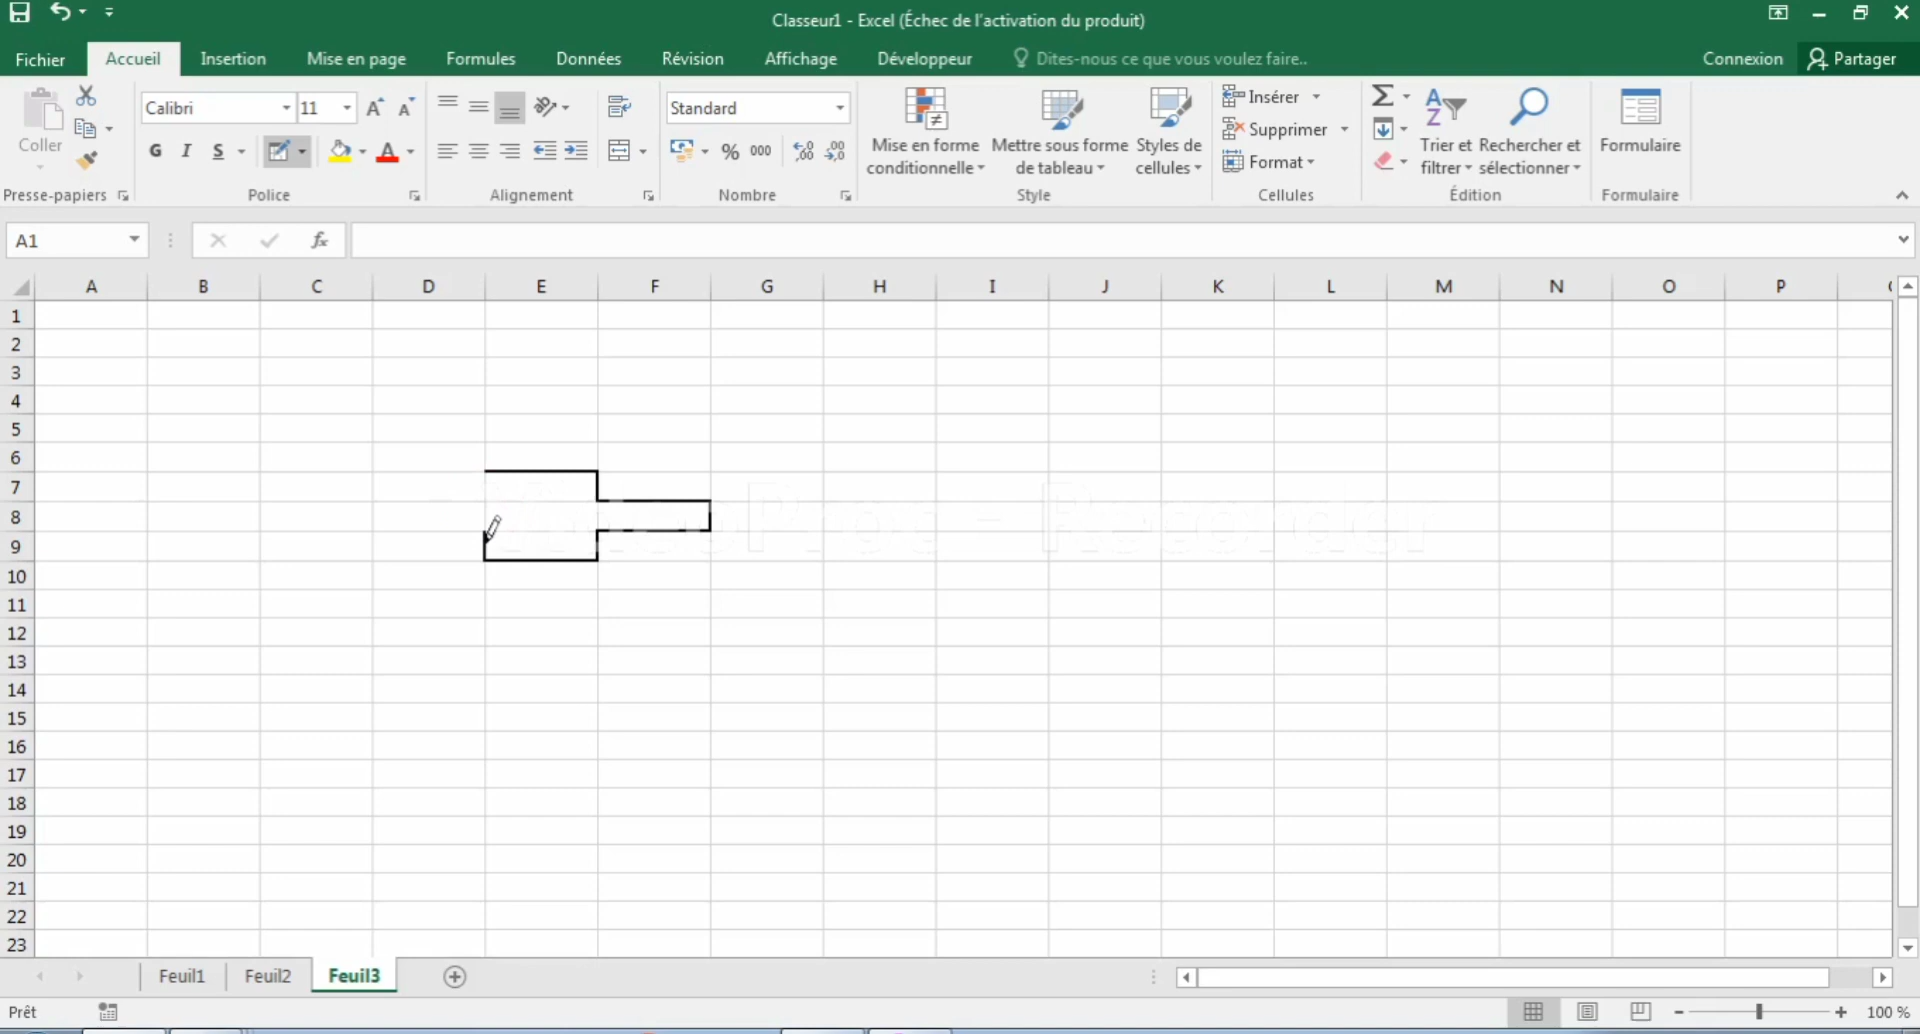 Classeur1 - Excel (Échec de l'activation du produit)
Fichier Accueil Insertion Mise en page Formules Données Révision Affichage Développeur Dites-nous ce que vous voulez faire.. Connexion Partager
Coller
Presse-papiers
Calibri 11
G I S A
Police
Alignement
Standard
% 000
Nombre
Mise en forme conditionnelle
Mettre sous forme de tableau
Styles de cellules
Style
Insérer
Supprimer
Format
Cellules
Trier et filtrer
Rechercher et sélectionner
Édition
Formulaire
Formulaire
A1 fx
A B C D E F G H I J K L M N O P
1
2
3
4
5
6
7
8
9
10
11
12
13
14
15
16
17
18
19
20
21
22
23
VideoProc - Recorder
Feuil1 Feuil2 Feuil3
Prêt 100 %